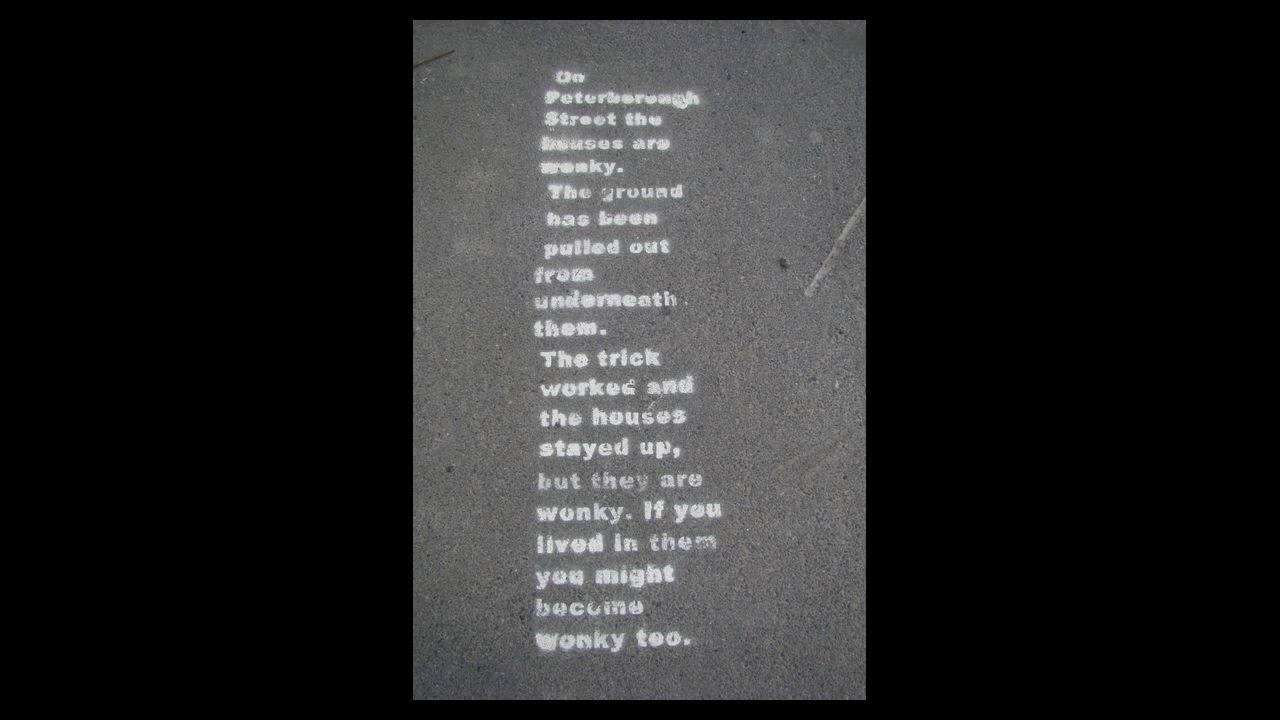 On
Peterborough
Street the
houses are
wonky.
The ground
has been
pulled out
from
underneath
them.
The trick
worked and
the houses
stayed up,
but they are
wonky. If you
lived in them
you might
become
wonky too.